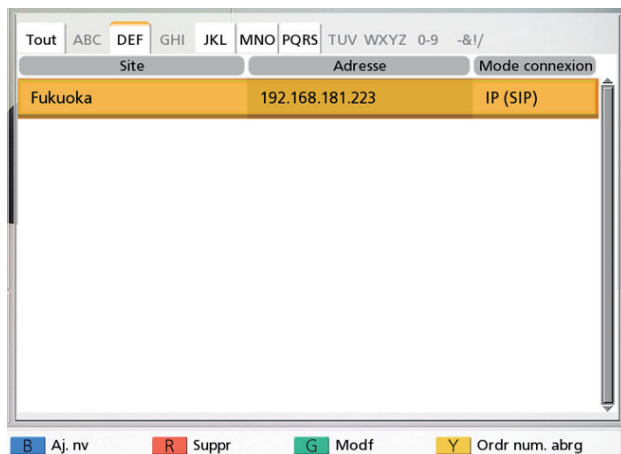 Tout ABC DEF GHI JKL MNO PQRS TUV WXYZ 0-9 -&!/
Site Adresse Mode connexion
Fukuoka 192.168.181.223 IP (SIP)
B Aj. nv R Suppr G Modf Y Ordr num. abrg